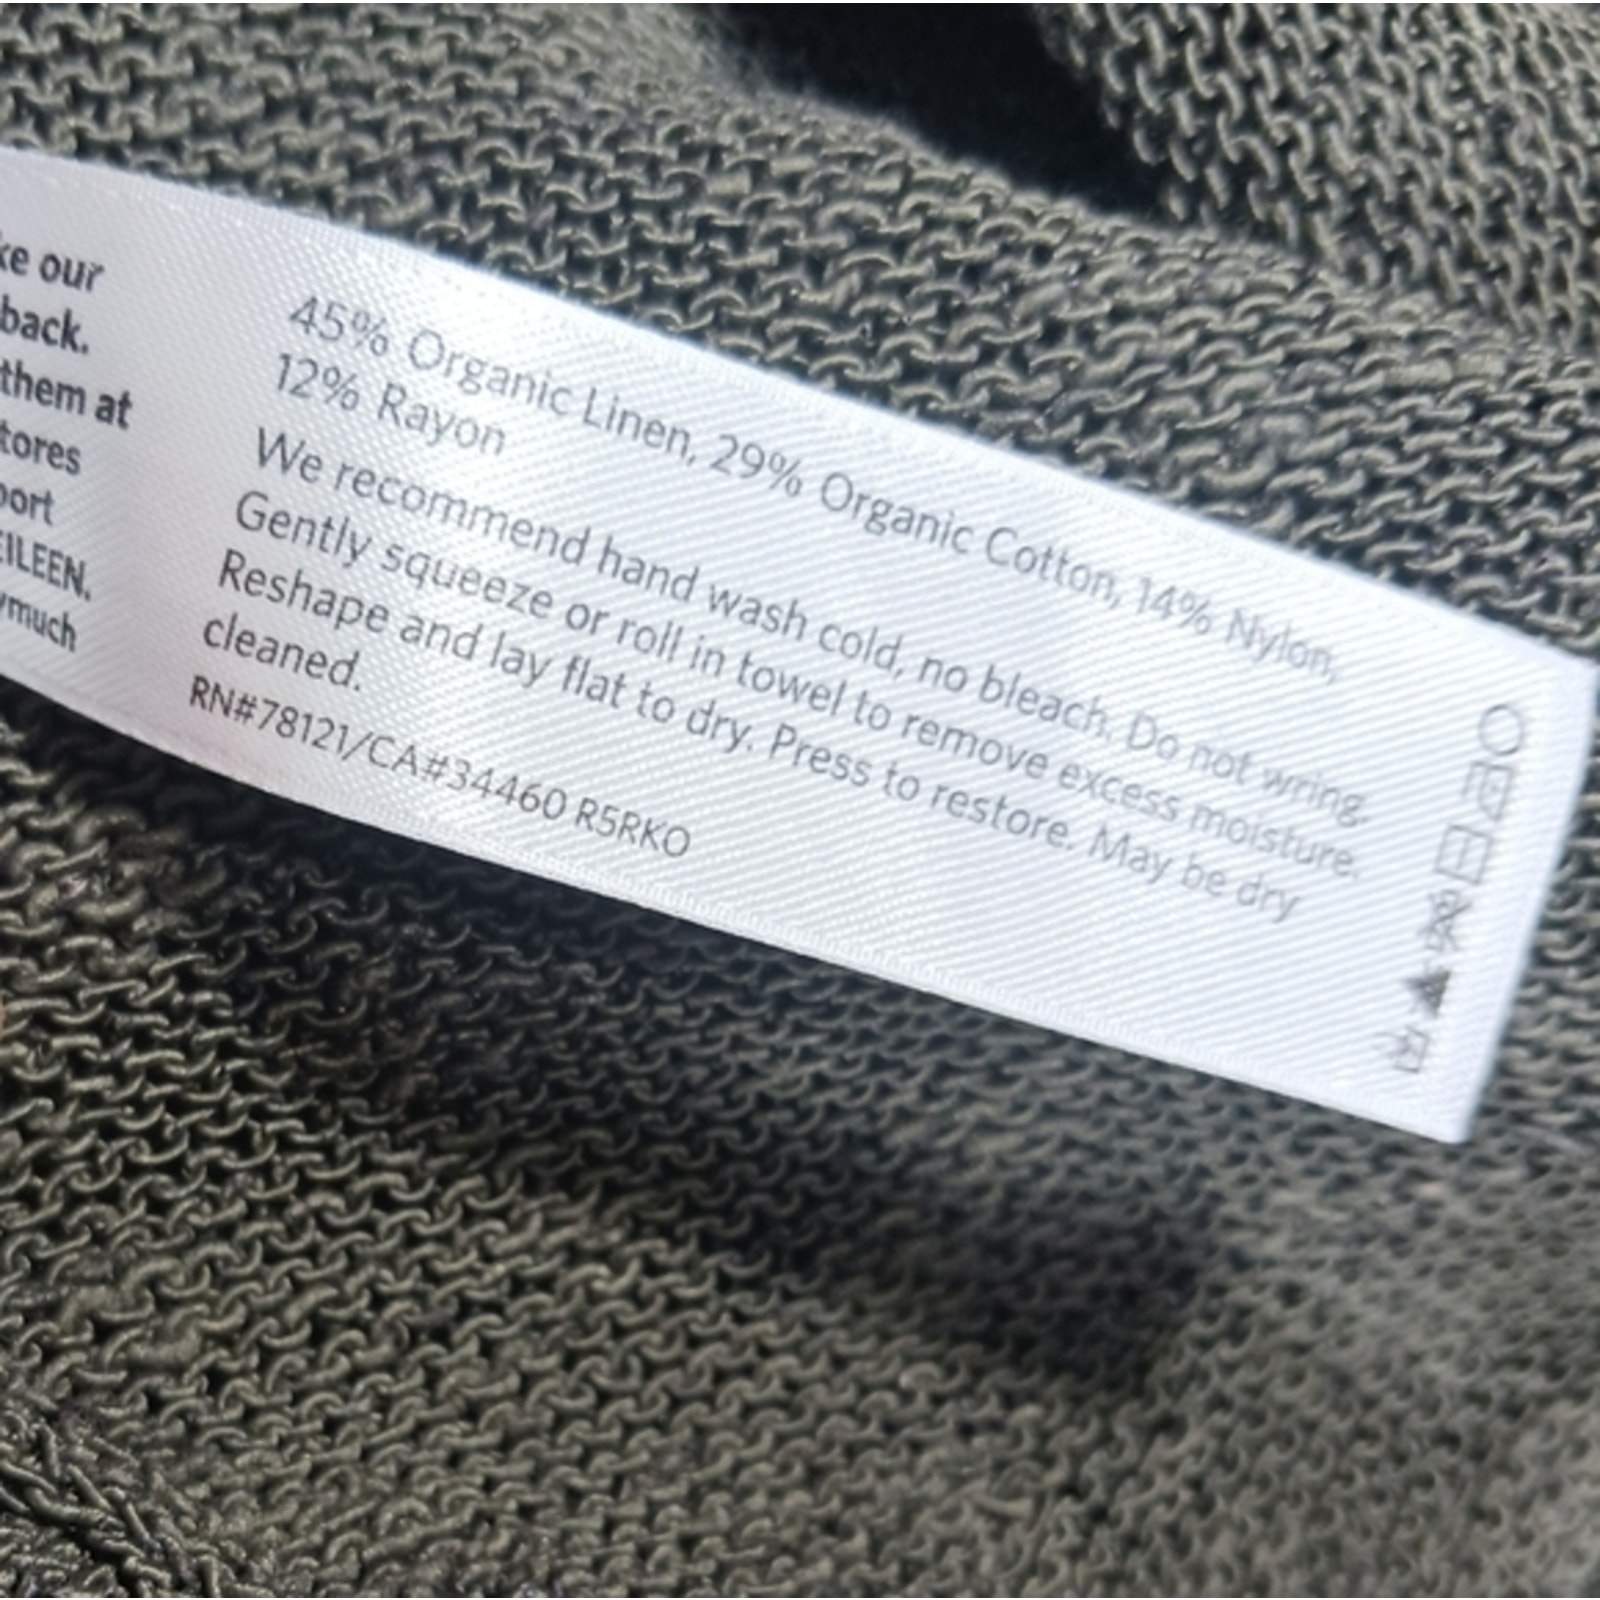 our
back.
them at
EILEEN.
45% Organic Linen, 29% Organic Cotton, 14% Nylon,
12% Rayon
We recommend hand wash cold, no bleach. Do not wring.
Gently squeeze or roll in towel to remove excess moisture.
Reshape and lay flat to dry. Press to restore. May be dry
cleaned.
RN#78121/CA#34460 R5RKO